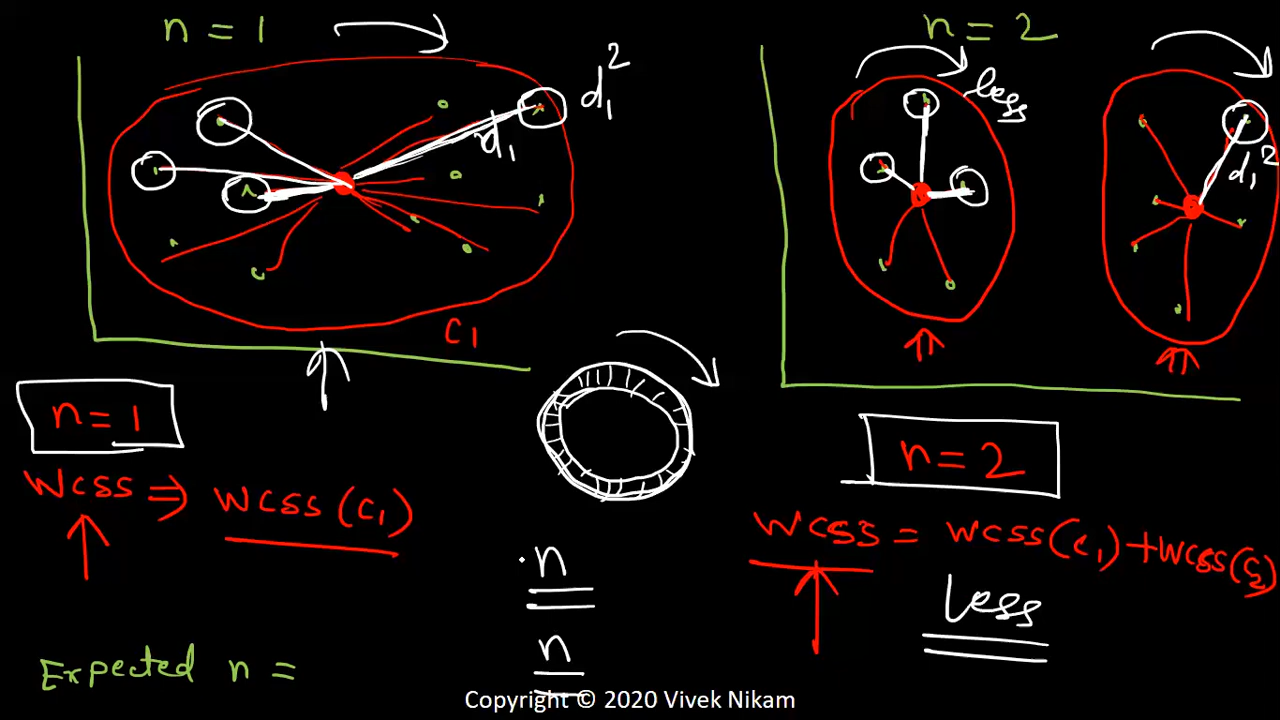 n = 1
n = 2
d₁²
d₁
less
d₁²
C₁
n = 1
n = 2
WCSS ⇒ WCSS (C₁)
WCSS = WCSS(C₁) + WCSS(C₂)
n
less
n
Expected n =
Copyright © 2020 Vivek Nikam